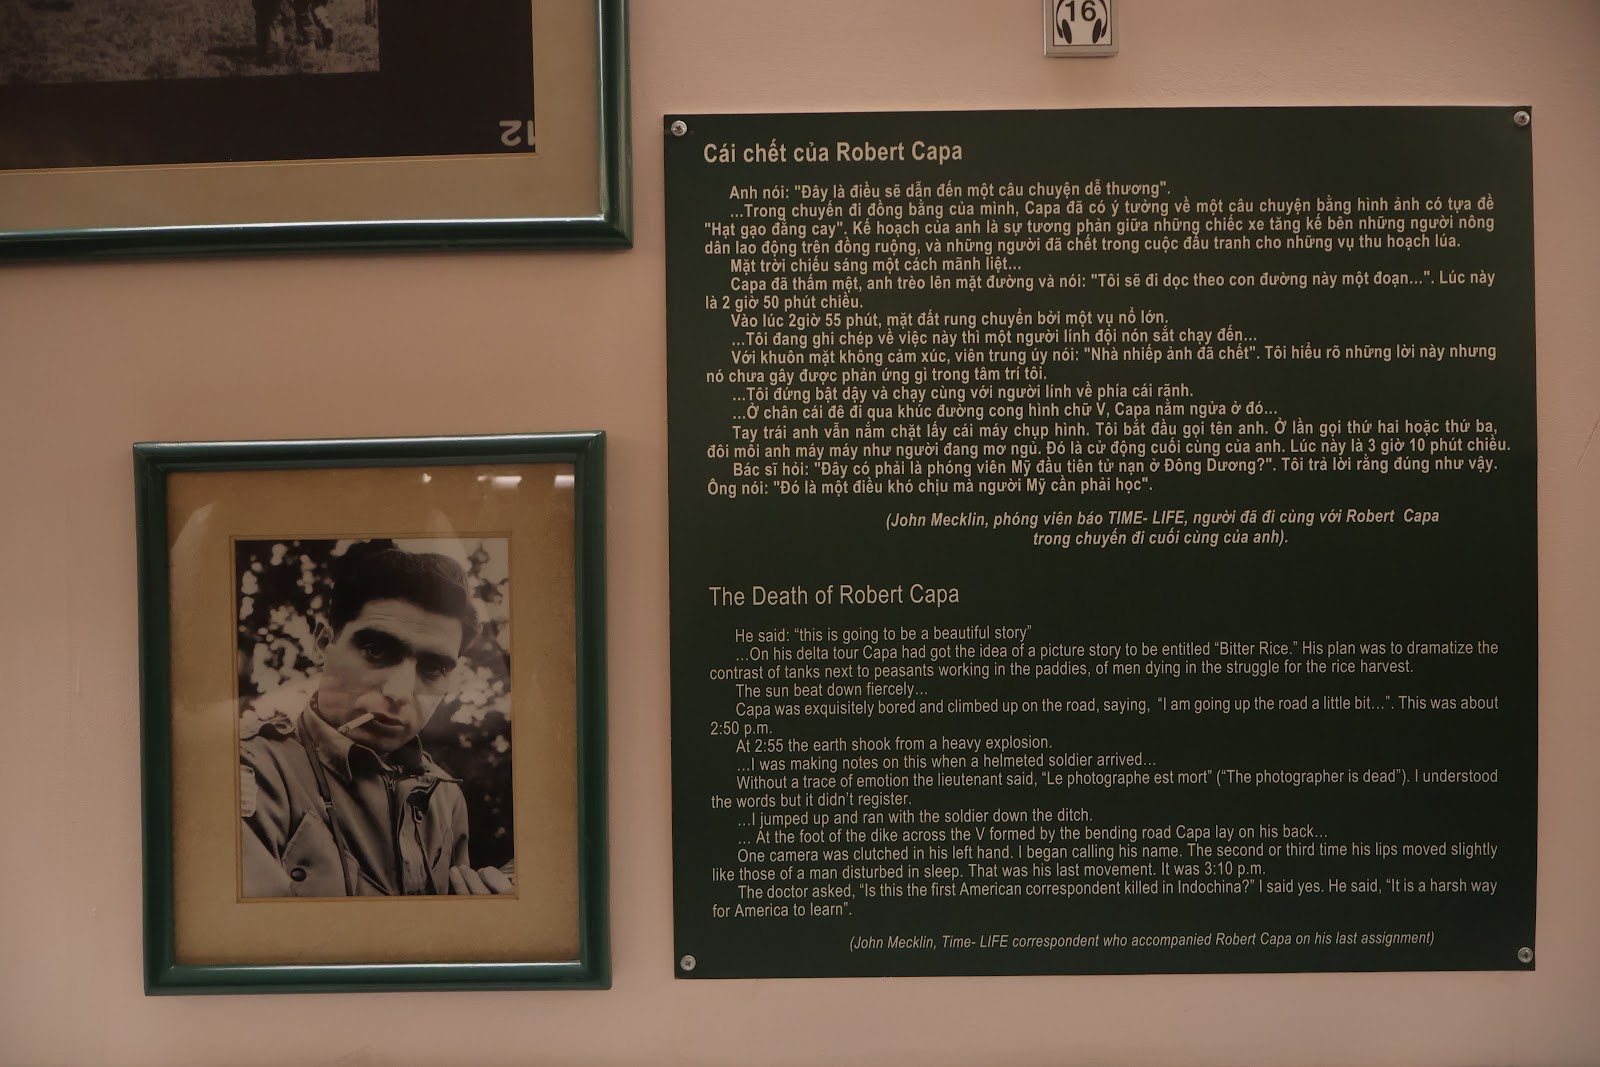 16
12
Cái chết của Robert Capa
Anh nói: "Đây là điều sẽ dẫn đến một câu chuyện dễ thương".
...Trong chuyến đi đồng bằng của mình, Capa đã có ý tưởng về một câu chuyện bằng hình ảnh có tựa đề
"Hạt gạo đắng cay". Kế hoạch của anh là sự tương phản giữa những chiếc xe tăng kế bên những người nông
dân lao động trên đồng ruộng, và những người đã chết trong cuộc đấu tranh cho những vụ thu hoạch lúa.
Mặt trời chiếu sáng một cách mãnh liệt...
Capa đã thấm mệt, anh trèo lên mặt đường và nói: "Tôi sẽ đi dọc theo con đường này một đoạn...". Lúc này
là 2 giờ 50 phút chiều.
Vào lúc 2giờ 55 phút, mặt đất rung chuyển bởi một vụ nổ lớn.
...Tôi đang ghi chép về việc này thì một người lính đội nón sắt chạy đến...
Với khuôn mặt không cảm xúc, viên trung úy nói: "Nhà nhiếp ảnh đã chết". Tôi hiểu rõ những lời này nhưng
nó chưa gây được phản ứng gì trong tâm trí tôi.
...Tôi đứng bật dậy và chạy cùng với người lính về phía cái rãnh.
...Ở chân cái đê đi qua khúc đường cong hình chữ V, Capa nằm ngửa ở đó...
Tay trái anh vẫn nắm chặt lấy cái máy chụp hình. Tôi bắt đầu gọi tên anh. Ở lần gọi thứ hai hoặc thứ ba,
đôi môi anh máy máy như người đang mơ ngủ. Đó là cử động cuối cùng của anh. Lúc này là 3 giờ 10 phút chiều.
Bác sĩ hỏi: "Đây có phải là phóng viên Mỹ đầu tiên tử nạn ở Đông Dương?". Tôi trả lời rằng đúng như vậy.
Ông nói: "Đó là một điều khó chịu mà người Mỹ cần phải học".
(John Mecklin, phóng viên báo TIME- LIFE, người đã đi cùng với Robert Capa
trong chuyến đi cuối cùng của anh).
The Death of Robert Capa
He said: “this is going to be a beautiful story”
...On his delta tour Capa had got the idea of a picture story to be entitled “Bitter Rice.” His plan was to dramatize the
contrast of tanks next to peasants working in the paddies, of men dying in the struggle for the rice harvest.
The sun beat down fiercely...
Capa was exquisitely bored and climbed up on the road, saying, “I am going up the road a little bit...”. This was about
2:50 p.m.
At 2:55 the earth shook from a heavy explosion.
...I was making notes on this when a helmeted soldier arrived...
Without a trace of emotion the lieutenant said, “Le photographe est mort” (“The photographer is dead”). I understood
the words but it didn’t register.
...I jumped up and ran with the soldier down the ditch.
... At the foot of the dike across the V formed by the bending road Capa lay on his back...
One camera was clutched in his left hand. I began calling his name. The second or third time his lips moved slightly
like those of a man disturbed in sleep. That was his last movement. It was 3:10 p.m.
The doctor asked, “Is this the first American correspondent killed in Indochina?” I said yes. He said, “It is a harsh way
for America to learn”.
(John Mecklin, Time- LIFE correspondent who accompanied Robert Capa on his last assignment)